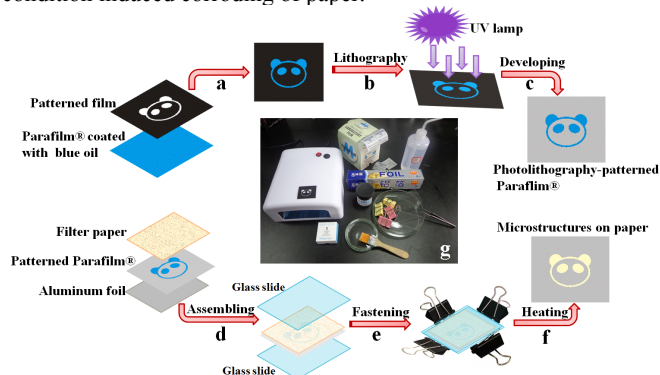 condition induced corroding of paper.
UV lamp
Lithography
Developing
a
b
c
Patterned film
Parafilm® coated
with blue oil
Photolithography-patterned
Paraflim®
FOIL
g
Filter paper
Patterned Parafilm®
Aluminum foil
Microstructures on paper
Glass slide
Assembling
Fastening
Heating
d
e
f
Glass slide